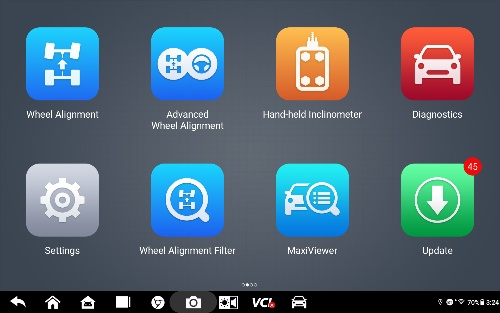 Wheel Alignment
Advanced
Wheel Alignment
Hand-held Inclinometer
Diagnostics
45
Settings
Wheel Alignment Filter
MaxiViewer
Update
VCI
70%
3:24